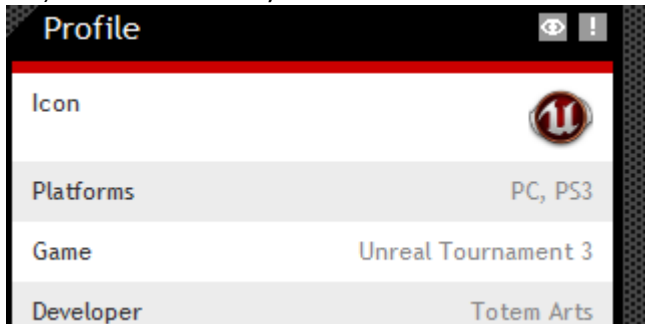 Profile
Icon
Platforms PC, PS3
Game Unreal Tournament 3
Developer Totem Arts